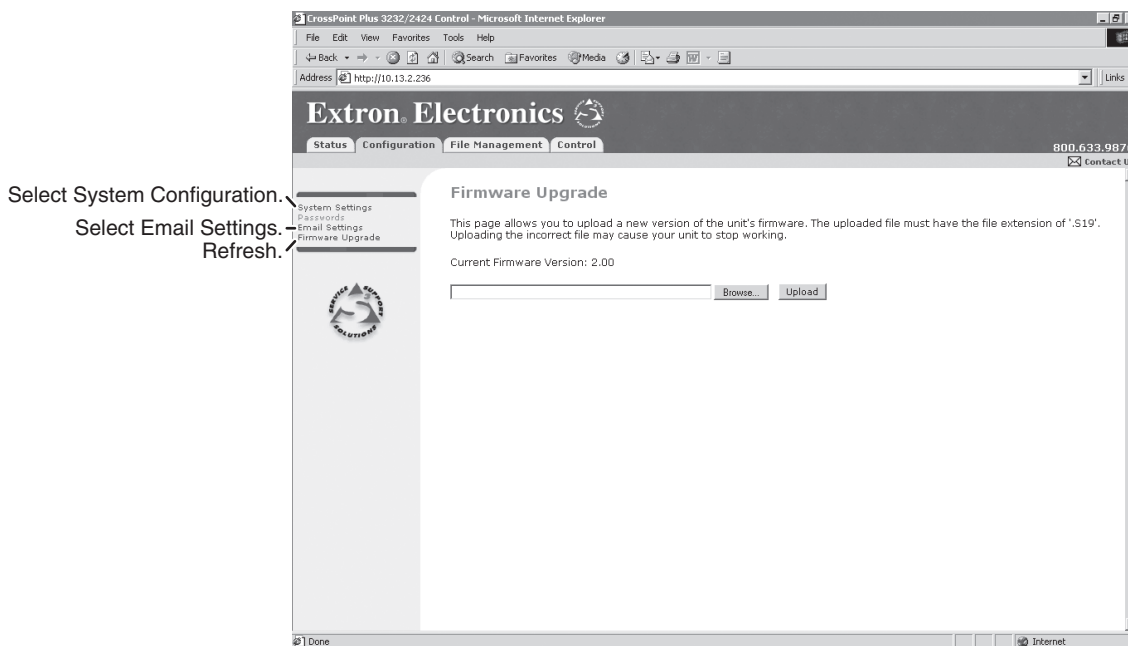 CrossPoint Plus 3232/2424 Control - Microsoft Internet Explorer
File Edit View Favorites Tools Help
Back Search Favorites Media
Address http://10.13.2.236 Links
Extron® Electronics
Status Configuration File Management Control
800.633.987
Contact U
Select System Configuration.
Select Email Settings.
Refresh.
System Settings
Passwords
Email Settings
Firmware Upgrade
SERVICE SUPPORT SOLUTIONS
S3
Firmware Upgrade
This page allows you to upload a new version of the unit's firmware. The uploaded file must have the file extension of '.S19'.
Uploading the incorrect file may cause your unit to stop working.
Current Firmware Version: 2.00
Browse... Upload
Done Internet